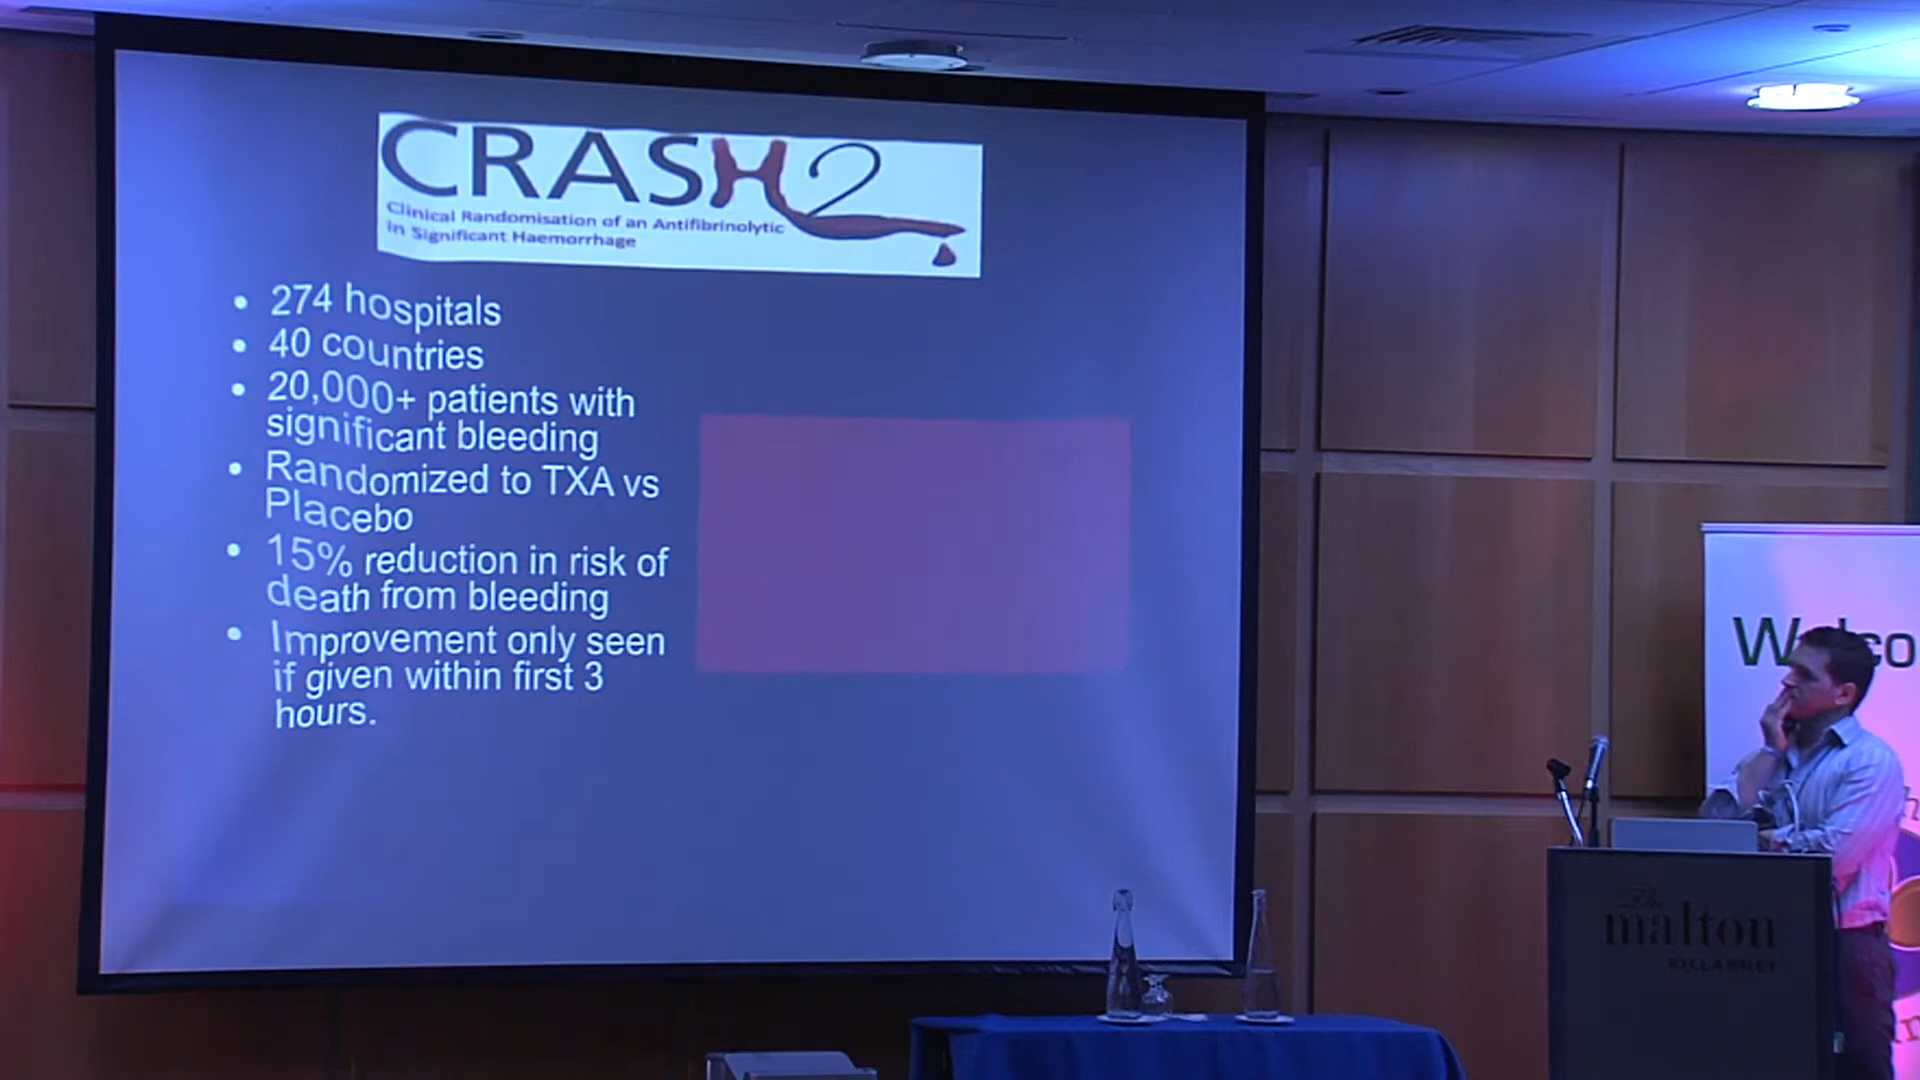 CRASH2
Clinical Randomisation of an Antifibrinolytic
in Significant Haemorrhage
• 274 hospitals
• 40 countries
• 20,000+ patients with
significant bleeding
• Randomized to TXA vs
Placebo
• 15% reduction in risk of
death from bleeding
• Improvement only seen
if given within first 3
hours.
The
malton
KILLARNEY